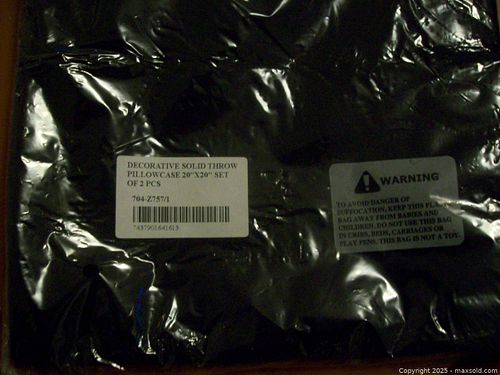 DECORATIVE SOLID THROW
PILLOWCASE 20"X20" SET
OF 2 PCS
704-Z757/1
7437901641613
WARNING
TO AVOID DANGER OF
SUFFOCATION, KEEP THIS PLASTIC
BAG AWAY FROM BABIES AND
CHILDREN. DO NOT USE THIS BAG
IN CRIBS, BEDS, CARRIAGES OR
PLAY PENS. THIS BAG IS NOT A TOY.
Copyright 2025 - maxsold.com